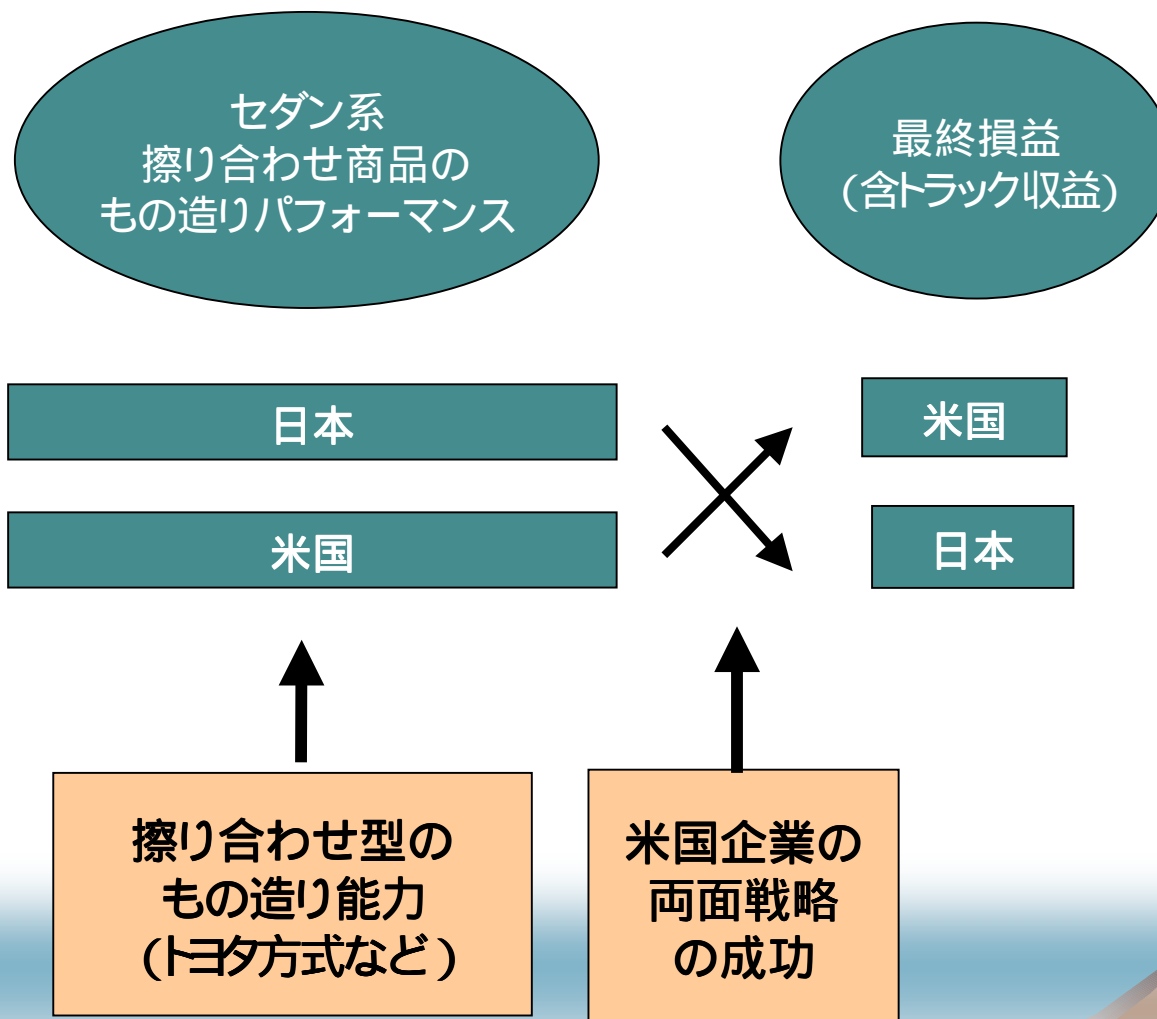 セダン系
擦り合わせ商品の
もの造りパフォーマンス
最終損益
(含トラック収益)
日本
米国
米国
日本
擦り合わせ型の
もの造り能力
(トヨタ方式など)
米国企業の
両面戦略
の成功